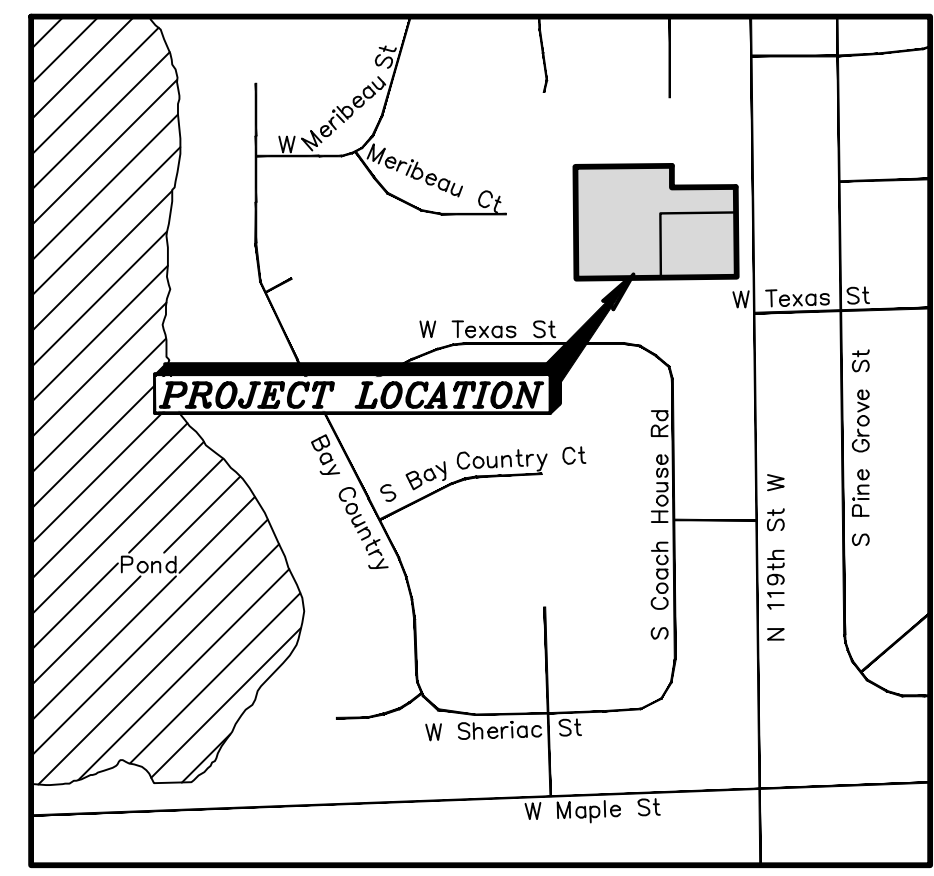 W Meribeau St
Meribeau Ct
W Texas St
W Texas St
PROJECT LOCATION
Bay Country
S Bay Country Ct
S Coach House Rd
N 119th St W
S Pine Grove St
Pond
W Sheriac St
W Maple St